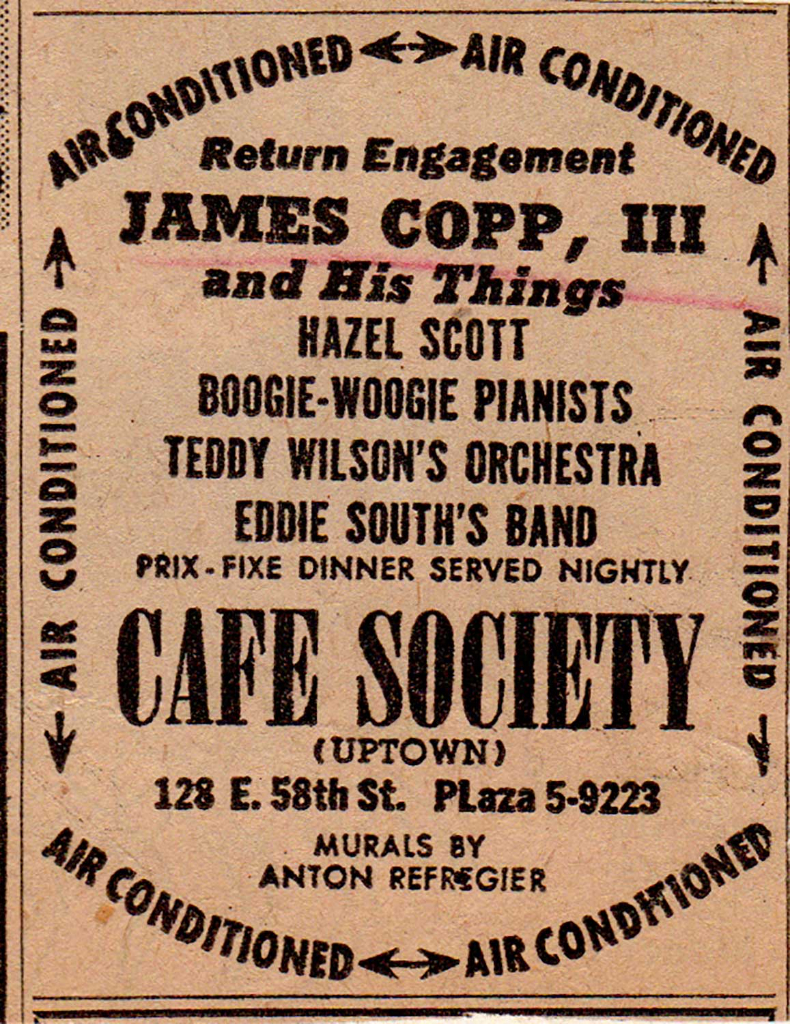 AIR CONDITIONED ↔ AIR CONDITIONED
Return Engagement
JAMES COPP, III
and His Things
HAZEL SCOTT
BOOGIE-WOOGIE PIANISTS
TEDDY WILSON'S ORCHESTRA
EDDIE SOUTH'S BAND
PRIX-FIXE DINNER SERVED NIGHTLY
CAFE SOCIETY
(UPTOWN)
128 E. 58th St. PLaza 5-9223
MURALS BY
ANTON REFREGIER
AIR CONDITIONED
AIR CONDITIONED
AIR CONDITIONED ↔ AIR CONDITIONED